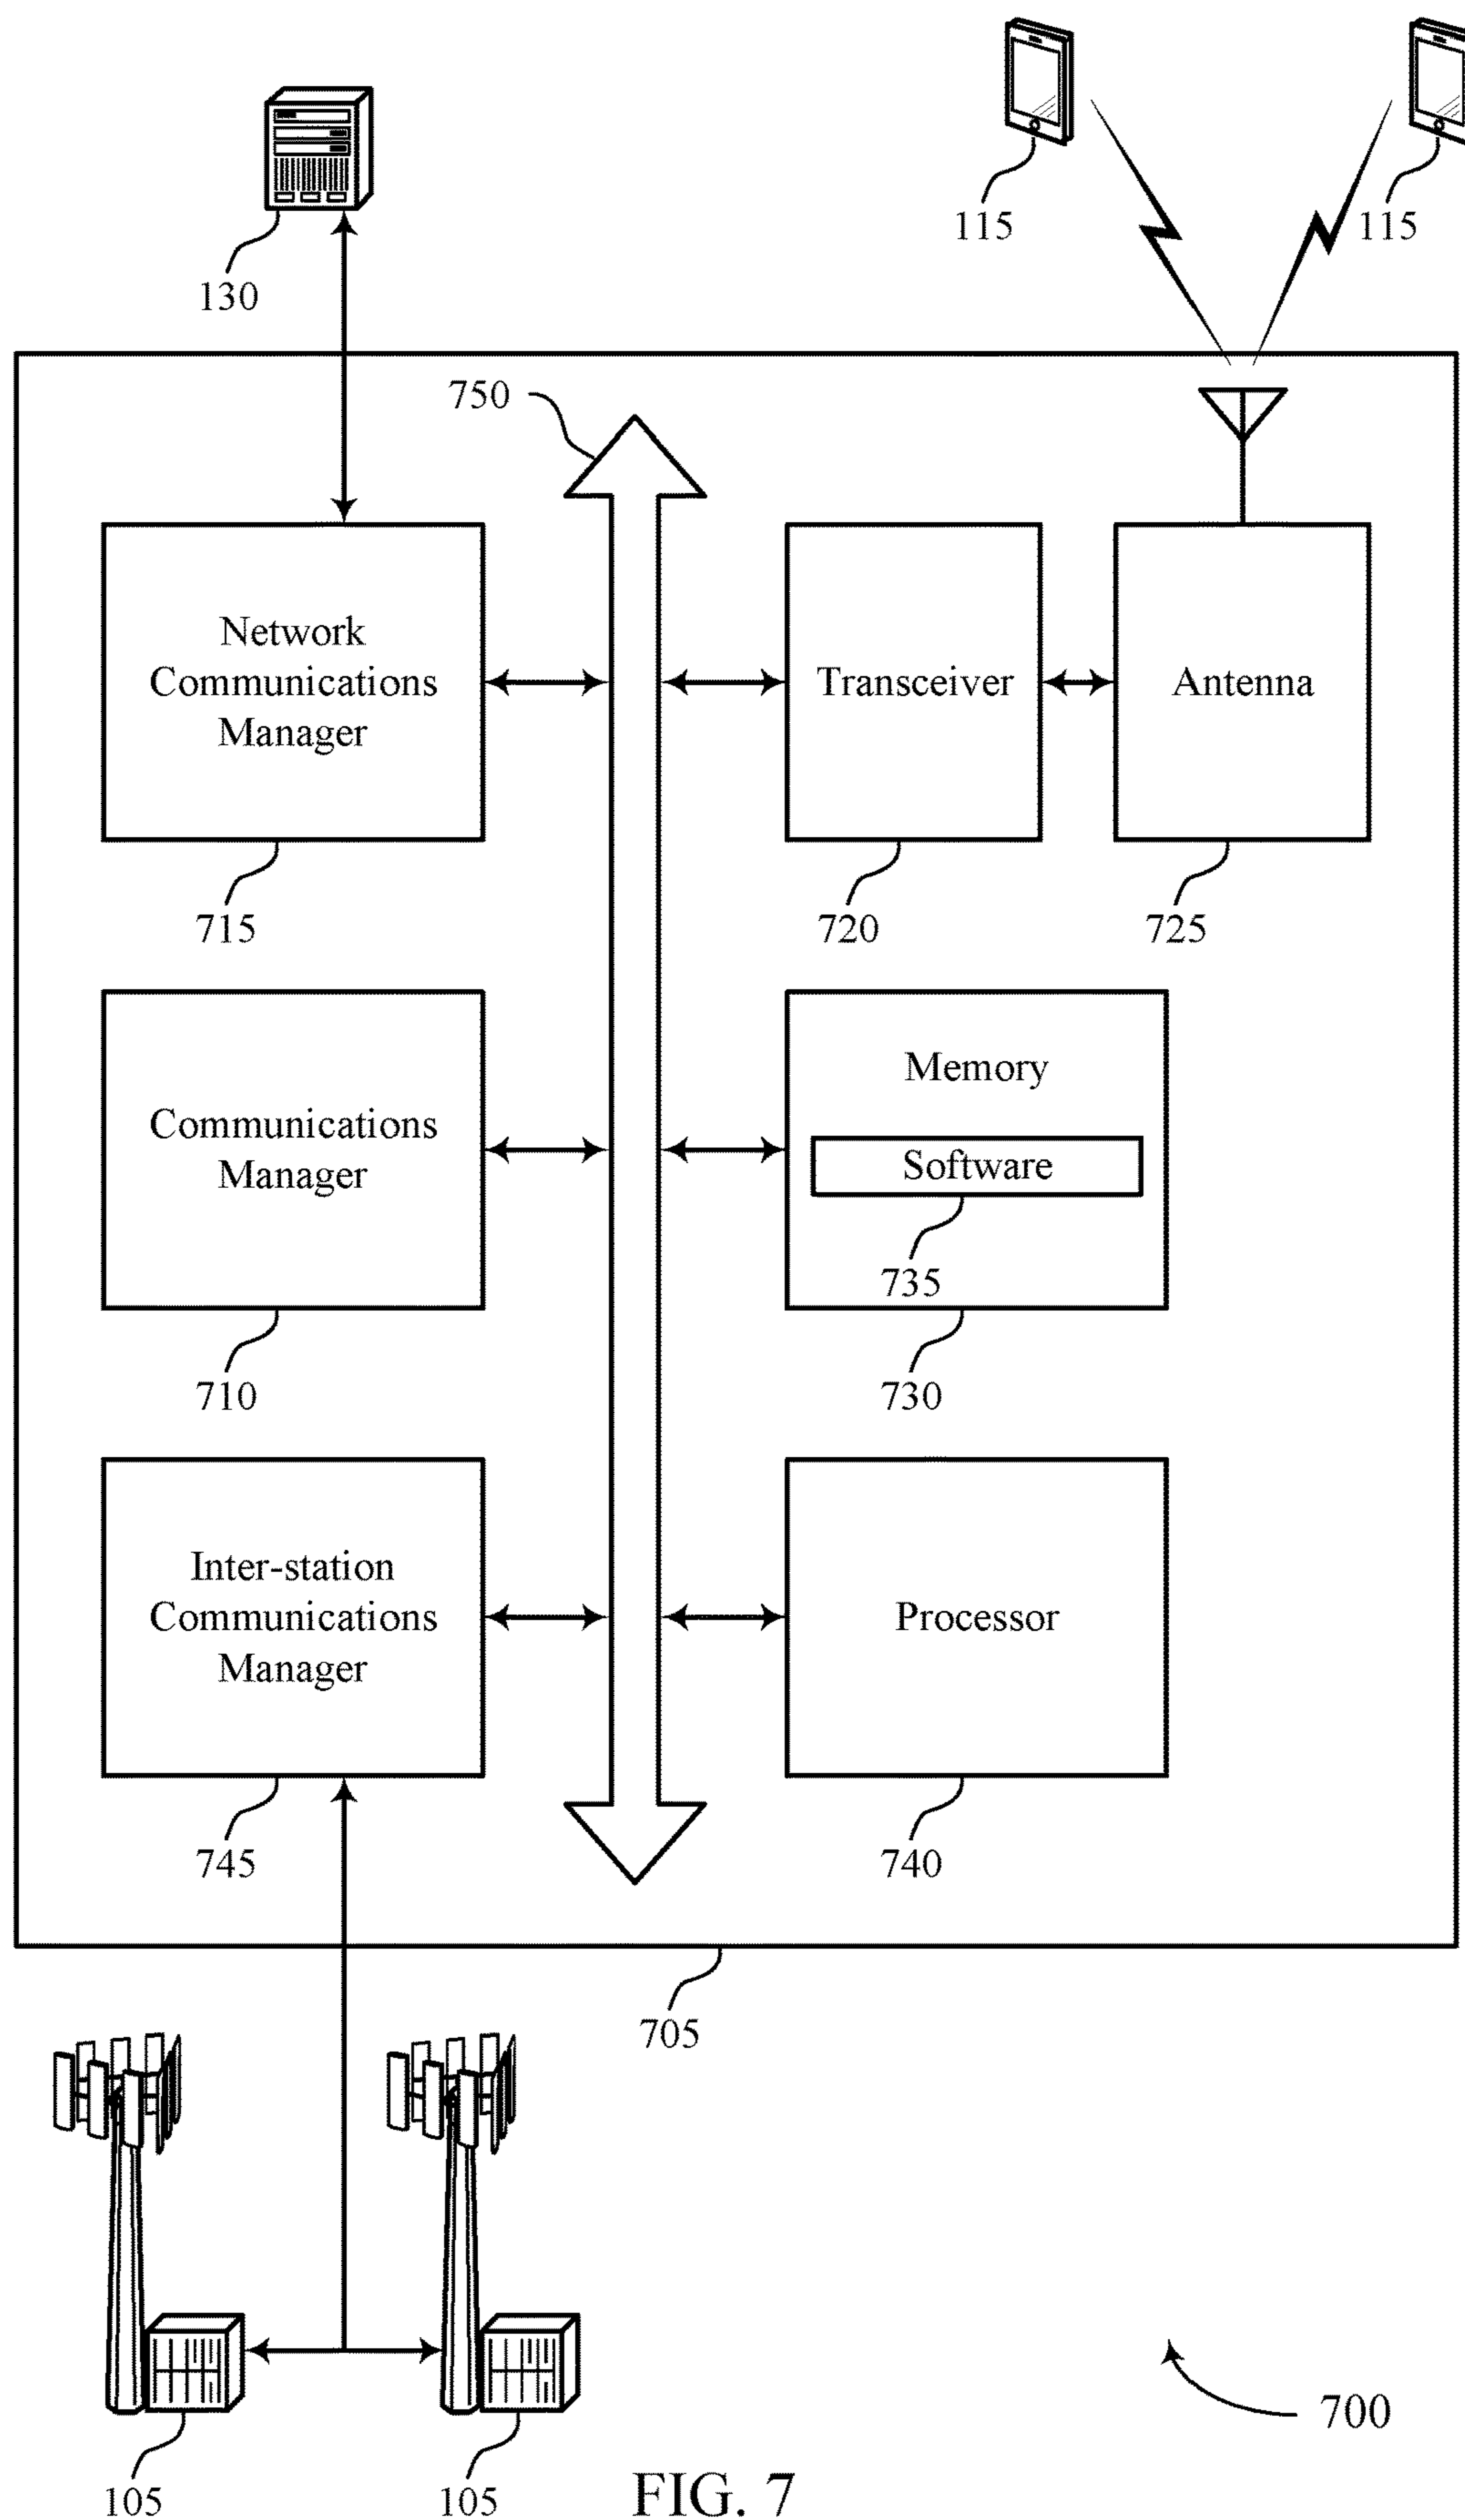 115
115
130
750
Network
Communications
Manager
Transceiver
Antenna
715
720
725
Communications
Manager
Memory
Software
735
710
730
Inter-station
Communications
Manager
Processor
745
740
705
700
105
105
FIG. 7